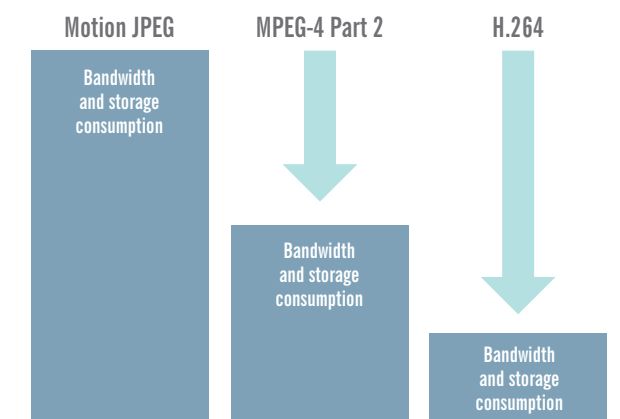 Motion JPEG
MPEG-4 Part 2
H.264
Bandwidth
and storage
consumption
Bandwidth
and storage
consumption
Bandwidth
and storage
consumption